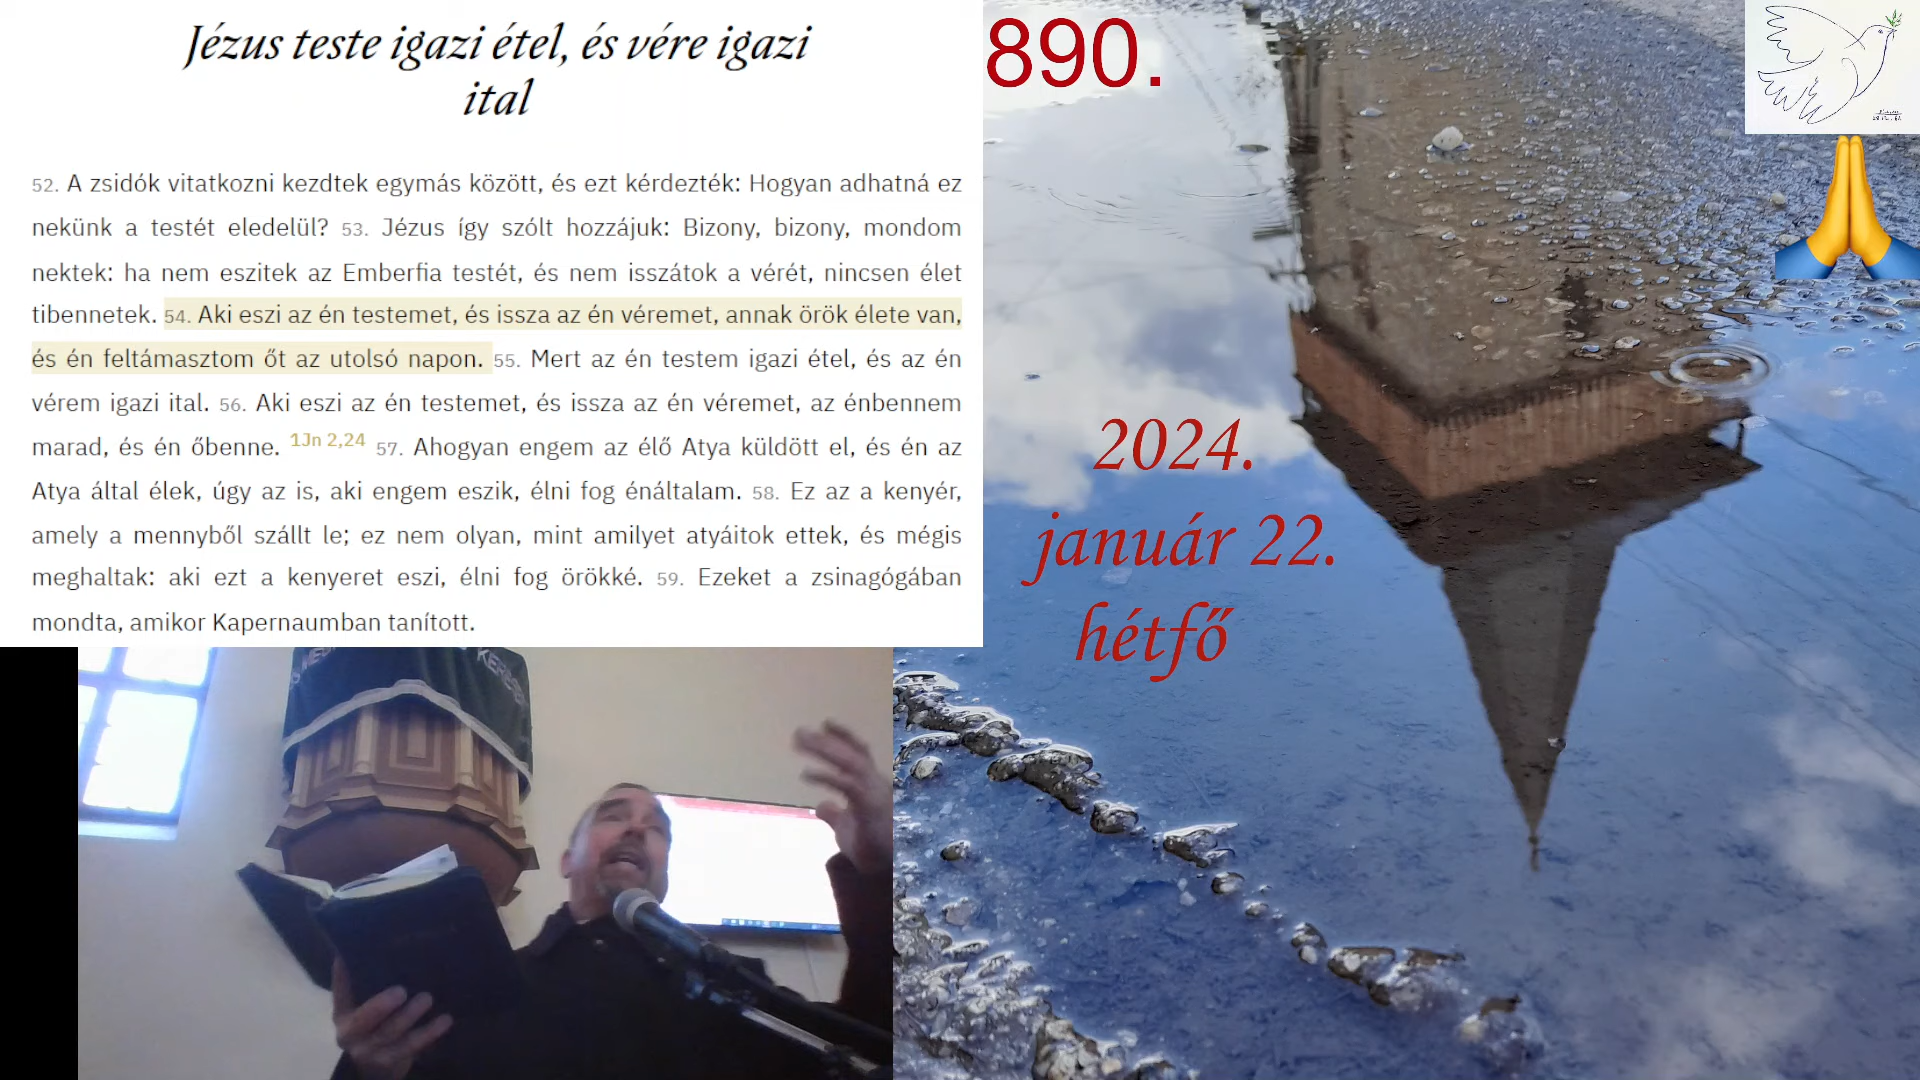 Jézus teste igazi étel, és vére igazi
ital
52. A zsidók vitatkozni kezdtek egymás között, és ezt kérdezték: Hogyan adhatná ez
nekünk a testét eledelül? 53. Jézus így szólt hozzájuk: Bizony, bizony, mondom
nektek: ha nem eszitek az Emberfia testét, és nem isszátok a vérét, nincsen élet
tibennetek. 54. Aki eszi az én testemet, és issza az én véremet, annak örök élete van,
és én feltámasztom őt az utolsó napon. 55. Mert az én testem igazi étel, és az én
vérem igazi ital. 56. Aki eszi az én testemet, és issza az én véremet, az énbennem
marad, és én őbenne. 1Jn 2,24 57. Ahogyan engem az élő Atya küldött el, és én az
Atya által élek, úgy az is, aki engem eszik, élni fog énáltalam. 58. Ez az a kenyér,
amely a mennyből szállt le; ez nem olyan, mint amilyet atyáitok ettek, és mégis
meghaltak: aki ezt a kenyeret eszi, élni fog örökké. 59. Ezeket a zsinagógában
mondta, amikor Kapernaumban tanított.
890.
2024.
január 22.
hétfő